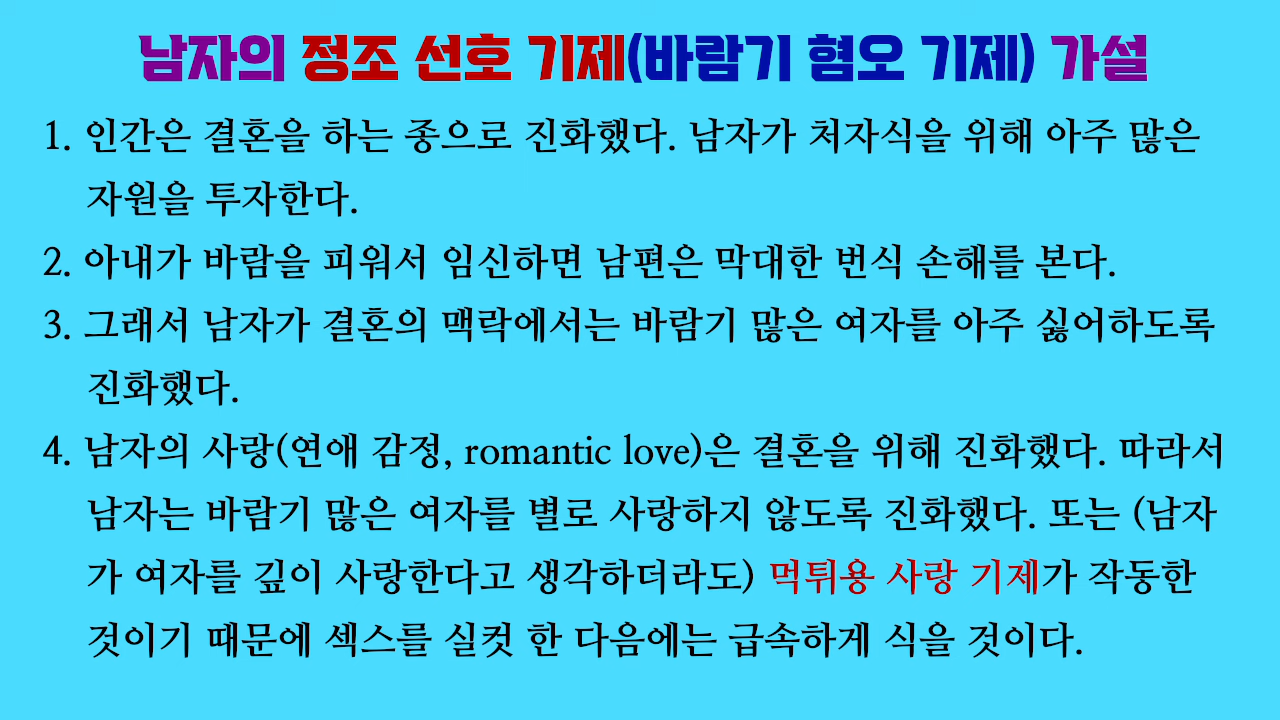 남자의 정조 선호 기제(바람기 혐오 기제) 가설
1. 인간은 결혼을 하는 종으로 진화했다. 남자가 처자식을 위해 아주 많은
자원을 투자한다.
2. 아내가 바람을 피워서 임신하면 남편은 막대한 번식 손해를 본다.
3. 그래서 남자가 결혼의 맥락에서는 바람기 많은 여자를 아주 싫어하도록
진화했다.
4. 남자의 사랑(연애 감정, romantic love)은 결혼을 위해 진화했다. 따라서
남자는 바람기 많은 여자를 별로 사랑하지 않도록 진화했다. 또는 (남자
가 여자를 깊이 사랑한다고 생각하더라도) 먹튀용 사랑 기제가 작동한
것이기 때문에 섹스를 실컷 한 다음에는 급속하게 식을 것이다.